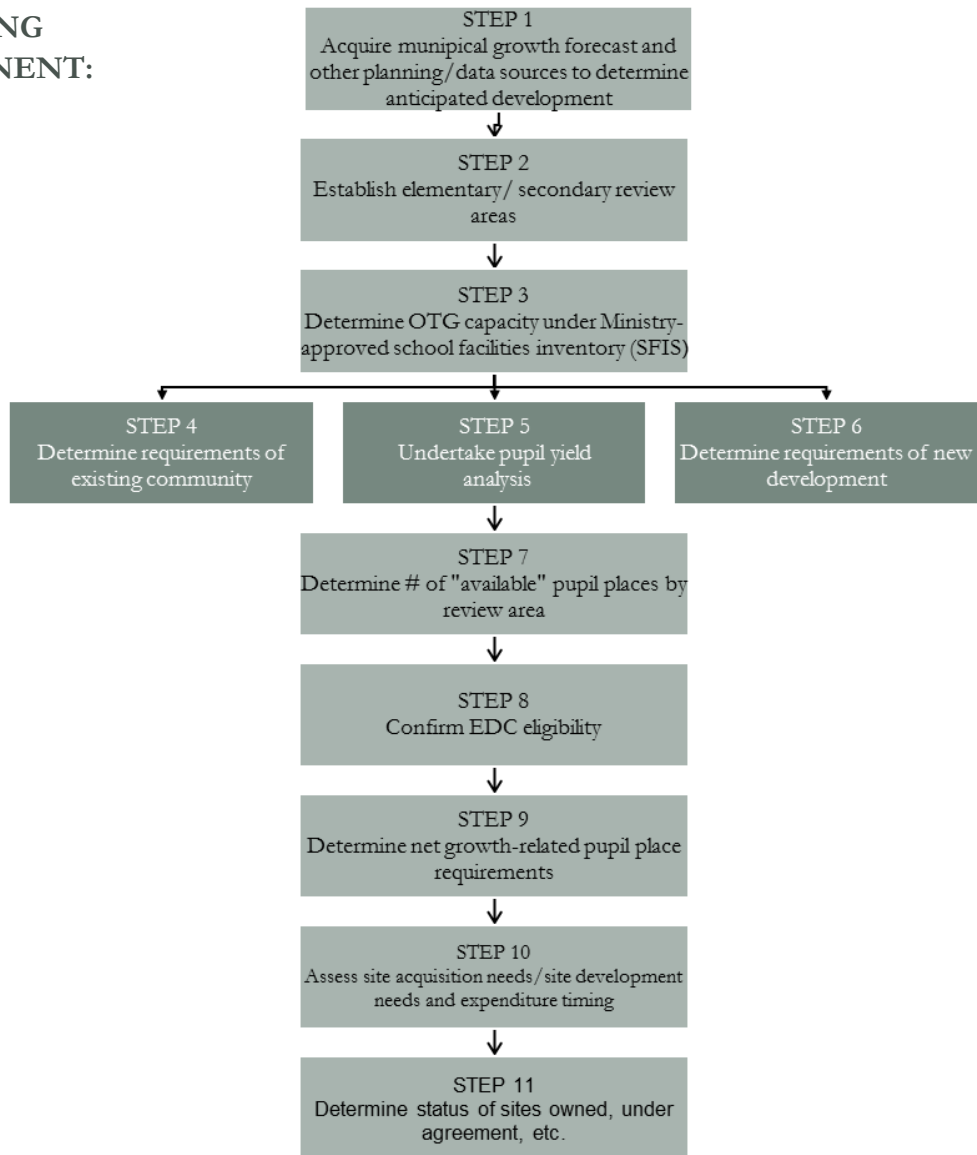 NG
NENT:
STEP 1
Acquire munipical growth forecast and
other planning/data sources to determine
anticipated development
STEP 2
Establish elementary/ secondary review
areas
STEP 3
Determine OTG capacity under Ministry-
approved school facilities inventory (SFIS)
STEP 4
Determine requirements of
existing community
STEP 5
Undertake pupil yield
analysis
STEP 6
Determine requirements of new
development
STEP 7
Determine # of "available" pupil places by
review area
STEP 8
Confirm EDC eligibility
STEP 9
Determine net growth-related pupil place
requirements
STEP 10
Assess site acquisition needs/site development
needs and expenditure timing
STEP 11
Determine status of sites owned, under
agreement, etc.